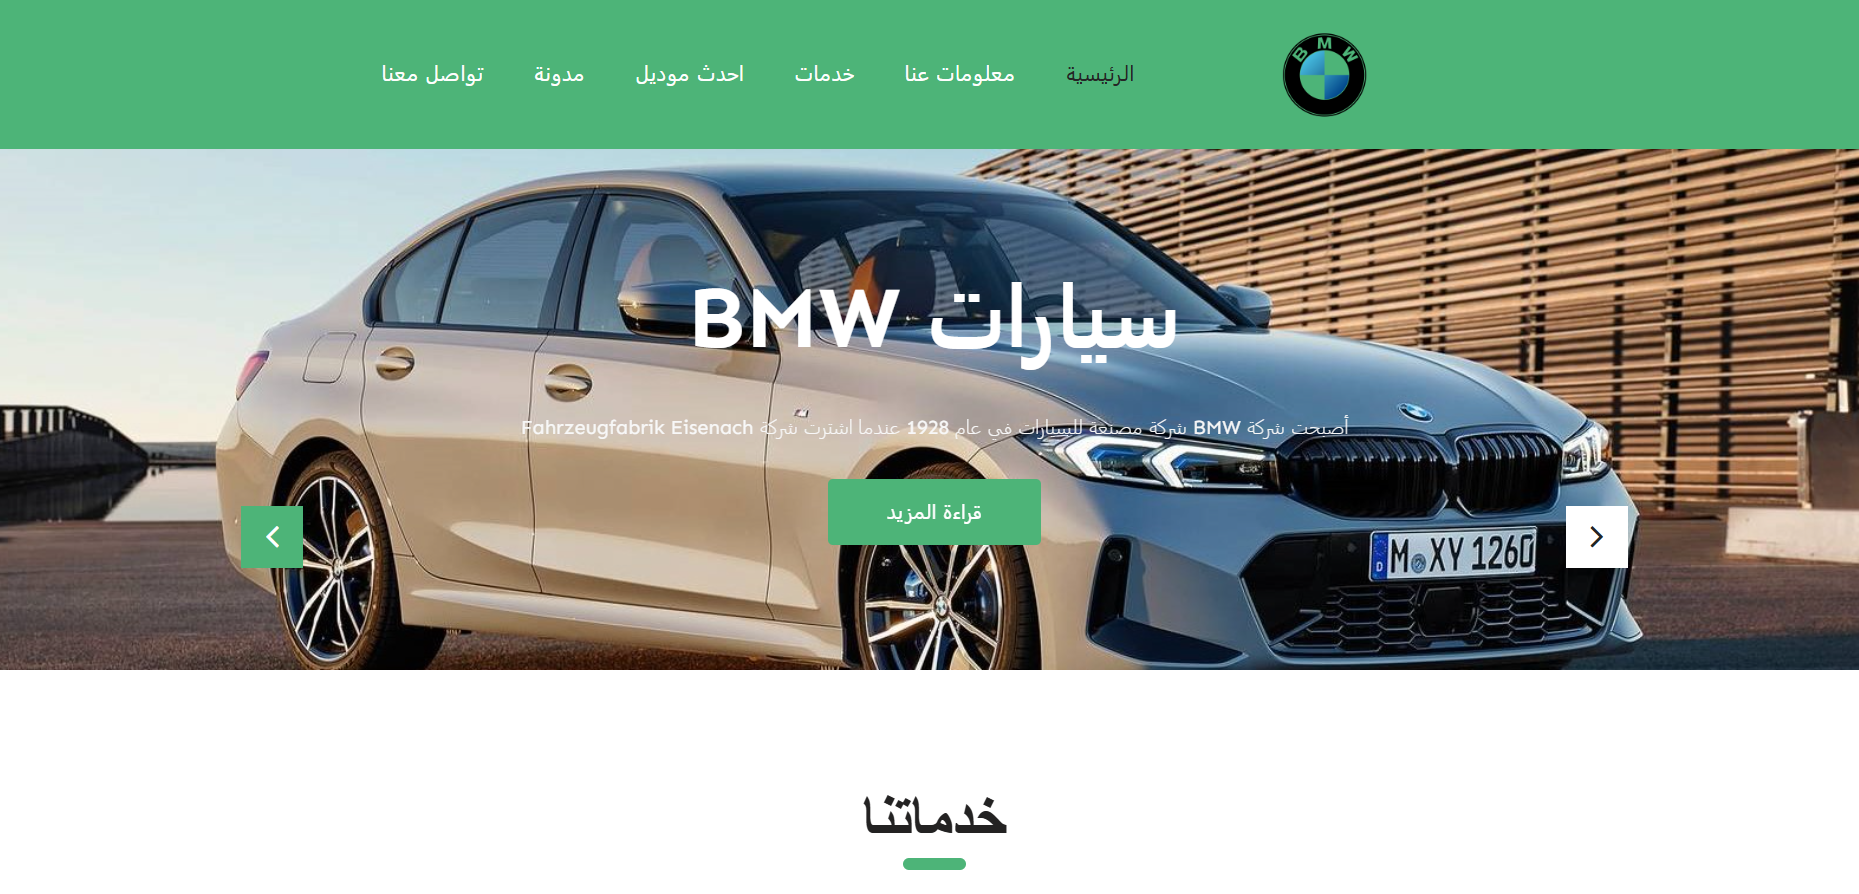 BMW
الرئيسية
معلومات عنا
خدمات
احدث موديل
مدونة
تواصل معنا
سيارات BMW
أصبحت شركة BMW شركة مصنعة للسيارات في عام 1928 عندما اشترت شركة Fahrzeugfabrik Eisenach
قراءة المزيد
D M XY 1260
خدماتنا